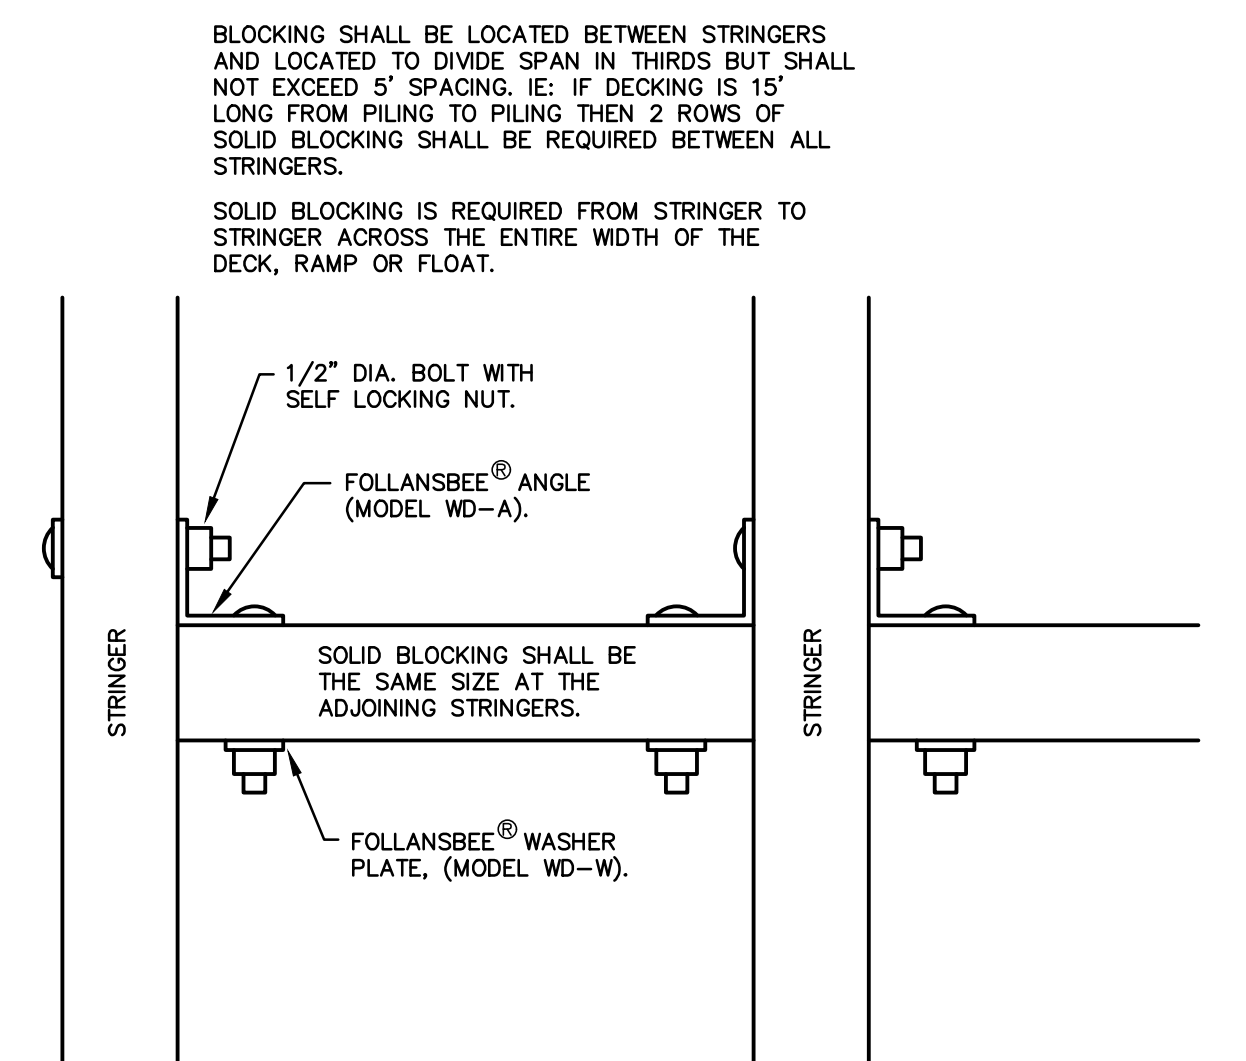 BLOCKING SHALL BE LOCATED BETWEEN STRINGERS
AND LOCATED TO DIVIDE SPAN IN THIRDS BUT SHALL
NOT EXCEED 5' SPACING. IE: IF DECKING IS 15'
LONG FROM PILING TO PILING THEN 2 ROWS OF
SOLID BLOCKING SHALL BE REQUIRED BETWEEN ALL
STRINGERS.
SOLID BLOCKING IS REQUIRED FROM STRINGER TO
STRINGER ACROSS THE ENTIRE WIDTH OF THE
DECK, RAMP OR FLOAT.
1/2" DIA. BOLT WITH
SELF LOCKING NUT.
FOLLANSBEE® ANGLE
(MODEL WD-A).
STRINGER
SOLID BLOCKING SHALL BE
THE SAME SIZE AT THE
ADJOINING STRINGERS.
STRINGER
FOLLANSBEE® WASHER
PLATE, (MODEL WD-W).